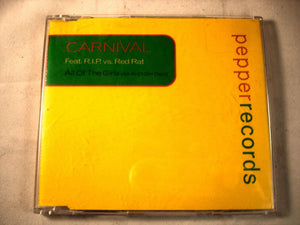 CARNIVAL
Feat. R.I.P. vs. Red Rat
All Of The Girls
pepperrecords